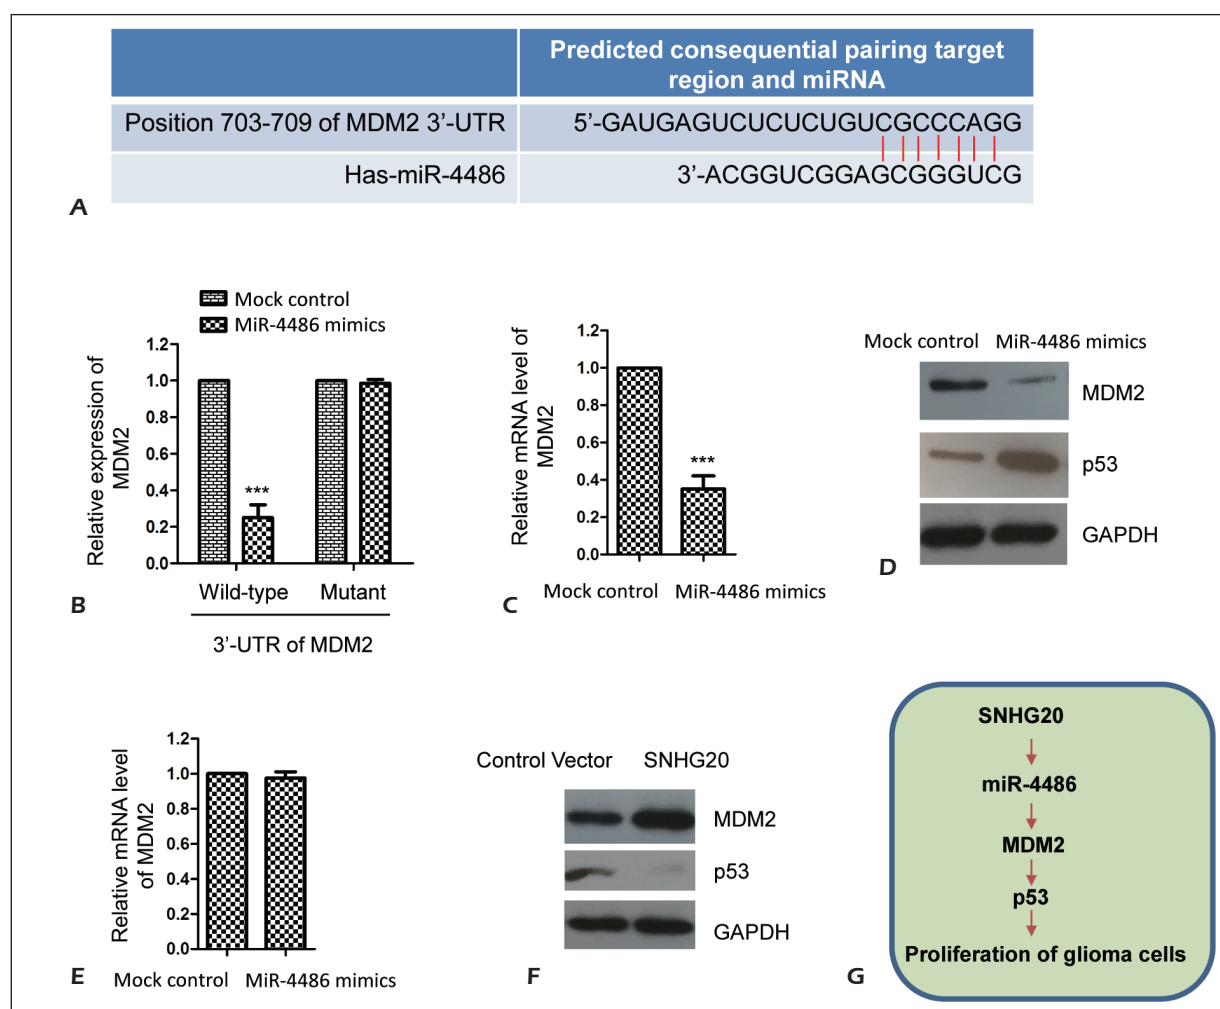 Predicted consequential pairing target
region and miRNA
Position 703-709 of MDM2 3’-UTR 5’-GAUGAGUCUCUCUGUCGCCCAGG
Has-miR-4486 3’-ACGGUCGGAGCGGGUCG
A
Mock control
MiR-4486 mimics
Relative expression of
MDM2
1.2
1.0
0.8
0.6
0.4
0.2
0.0
***
Wild-type Mutant
3’-UTR of MDM2
B
Relative mRNA level of
MDM2
1.2
1.0
0.8
0.6
0.4
0.2
0.0
***
Mock control MiR-4486 mimics
C
Mock control MiR-4486 mimics
MDM2
p53
GAPDH
D
Relative mRNA level
of MDM2
1.2
1.0
0.8
0.6
0.4
0.2
0.0
Mock control MiR-4486 mimics
E
Control Vector SNHG20
MDM2
p53
GAPDH
F
SNHG20
miR-4486
MDM2
p53
Proliferation of glioma cells
G